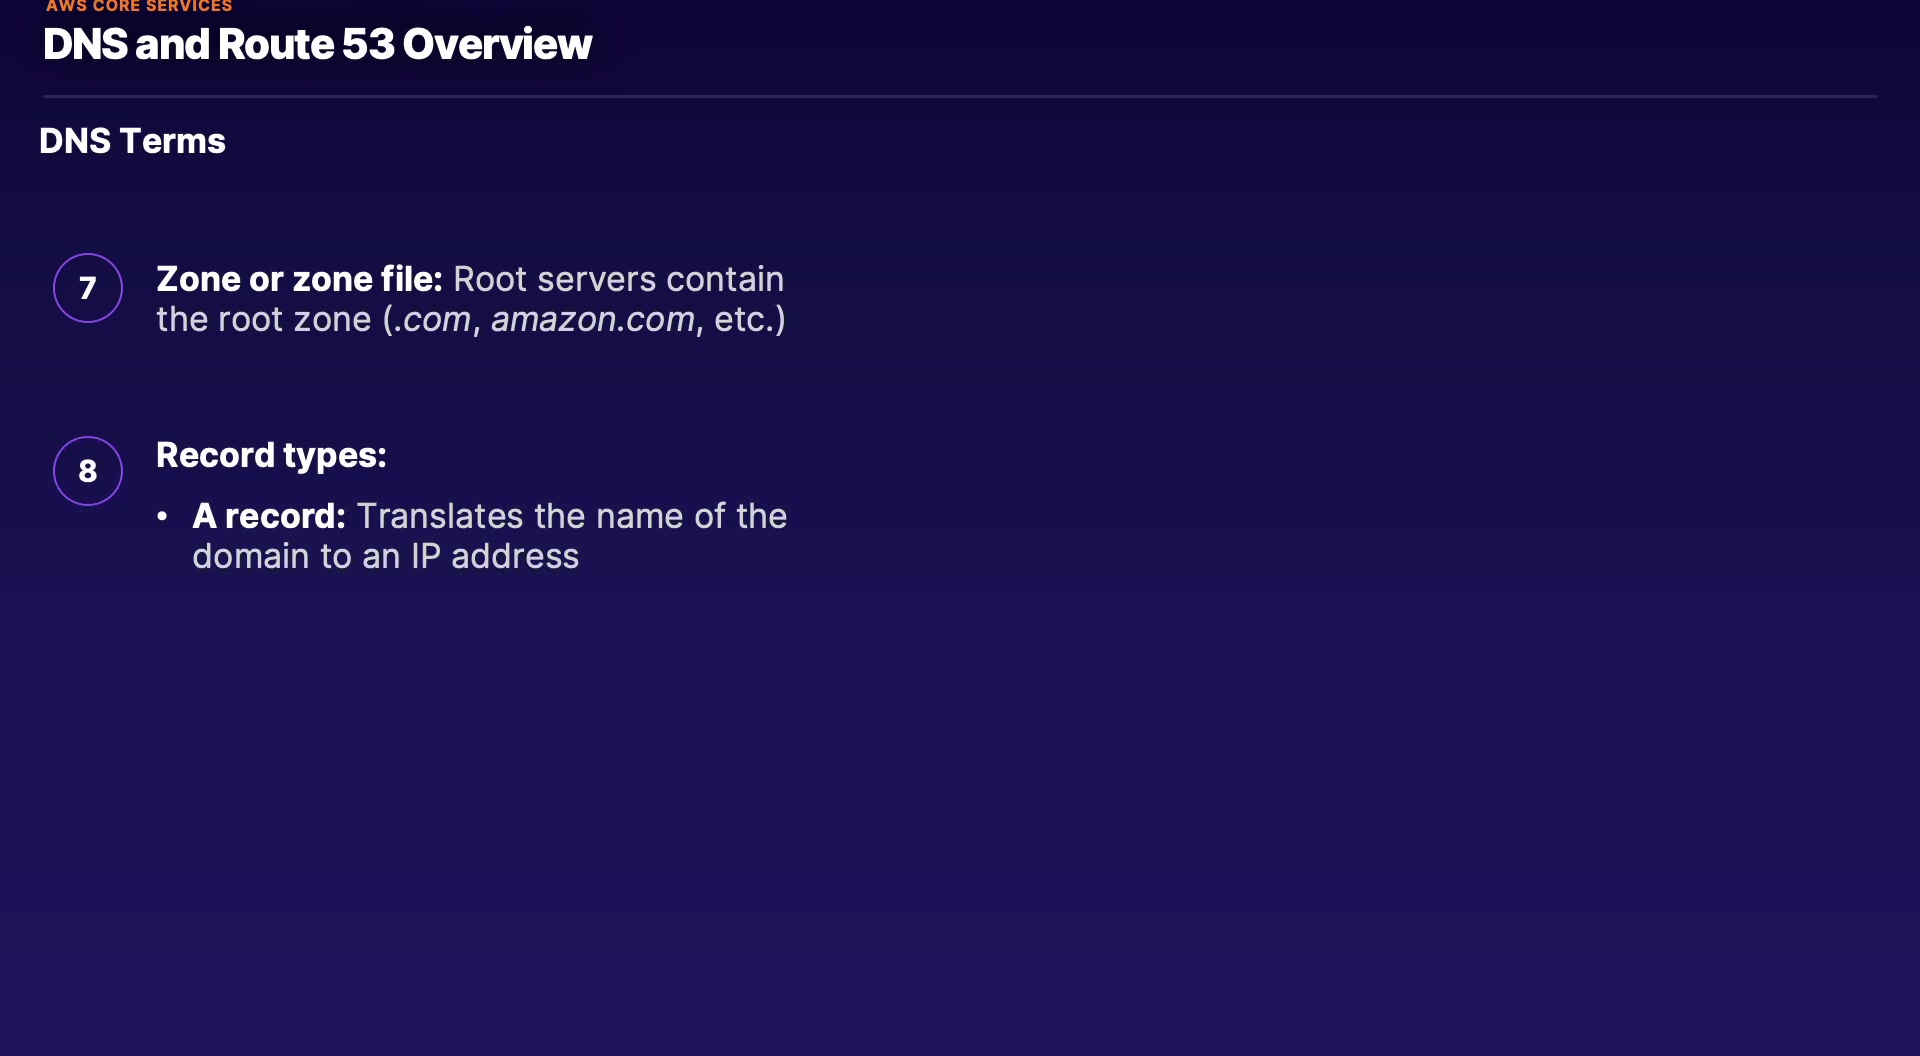 AWS CORE SERVICES
DNS and Route 53 Overview
DNS Terms
7
Zone or zone file: Root servers contain
the root zone (.com, amazon.com, etc.)
8
Record types:
• A record: Translates the name of the
domain to an IP address